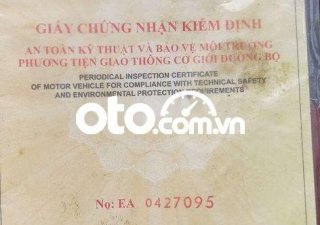 GIẤY CHỨNG NHẬN KIỂM ĐỊNH
AN TOÀN KỸ THUẬT VÀ BẢO VỆ MÔI TRƯỜNG
PHƯƠNG TIỆN GIAO THÔNG CƠ GIỚI ĐƯỜNG BỘ
PERIODICAL INSPECTION CERTIFICATE
OF MOTOR VEHICLE FOR COMPLIANCE WITH TECHNICAL SAFETY
AND ENVIRONMENTAL PROTECTION REQUIREMENTS
oto.com.vn
No: EA 0427095